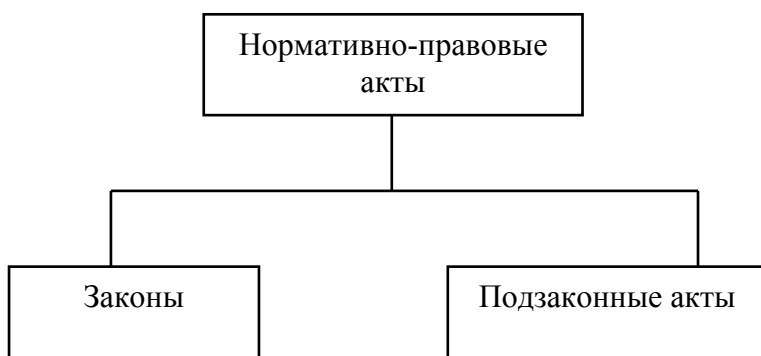 Нормативно-правовые
акты
Законы
Подзаконные акты